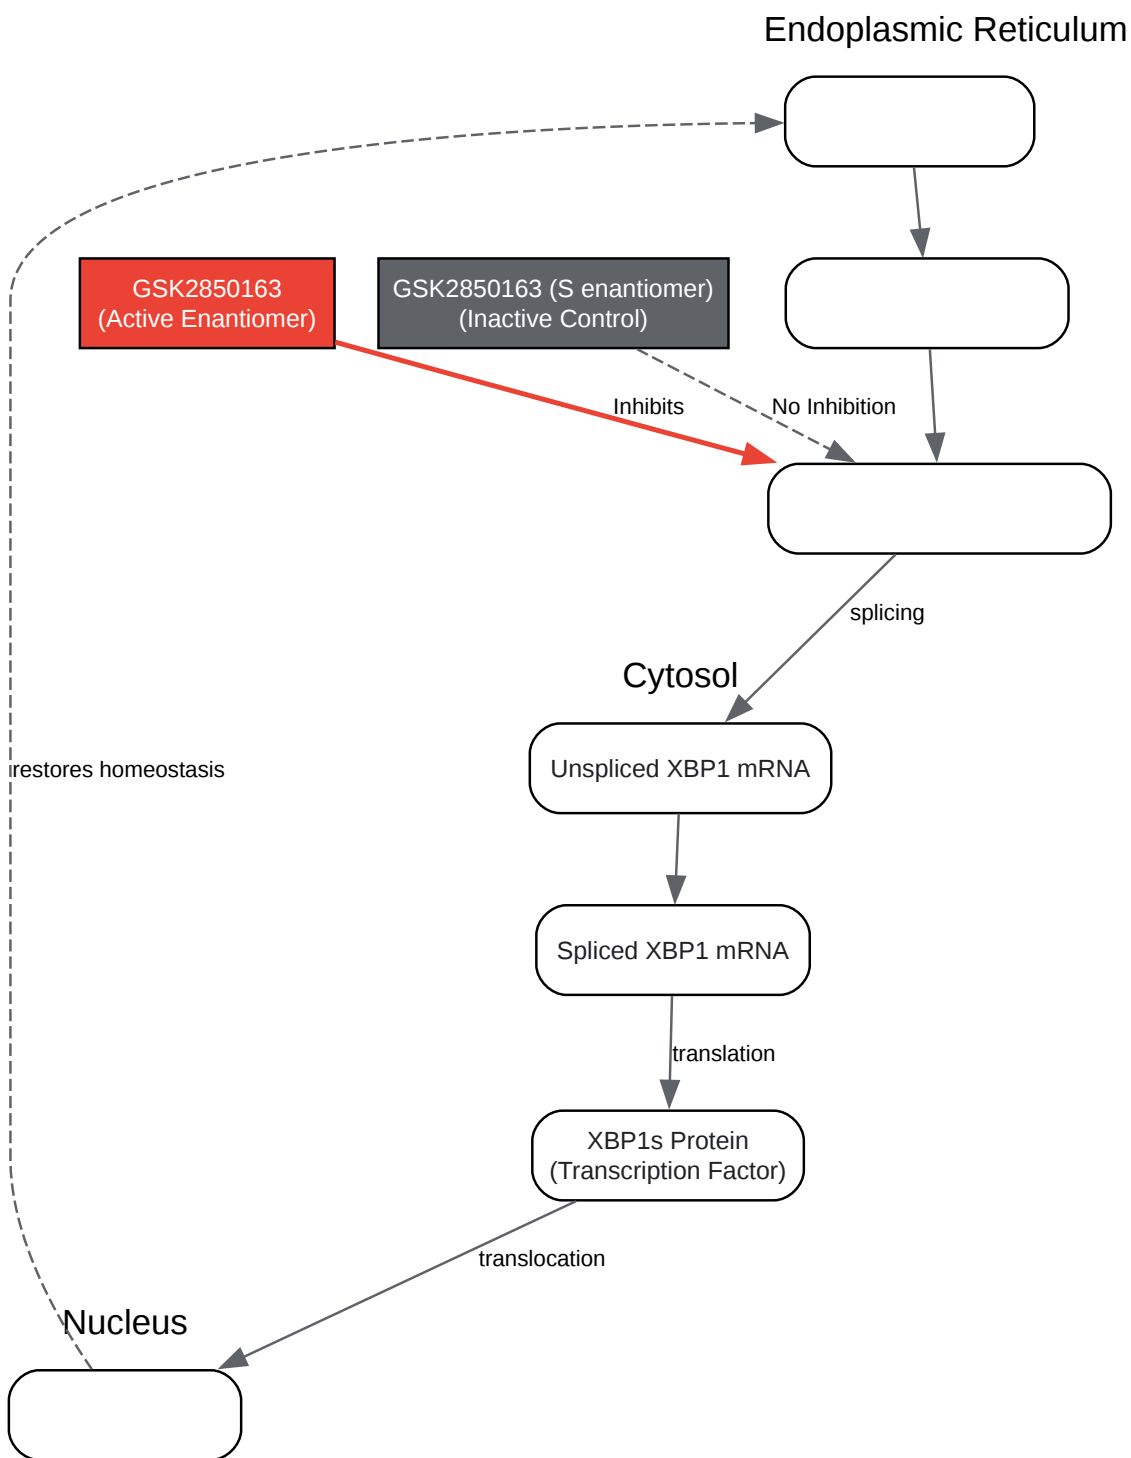 Endoplasmic Reticulum
GSK2850163
(Active Enantiomer)
GSK2850163 (S enantiomer)
(Inactive Control)
Inhibits
No Inhibition
splicing
Cytosol
Unspliced XBP1 mRNA
restores homeostasis
Spliced XBP1 mRNA
translation
XBP1s Protein
(Transcription Factor)
translocation
Nucleus